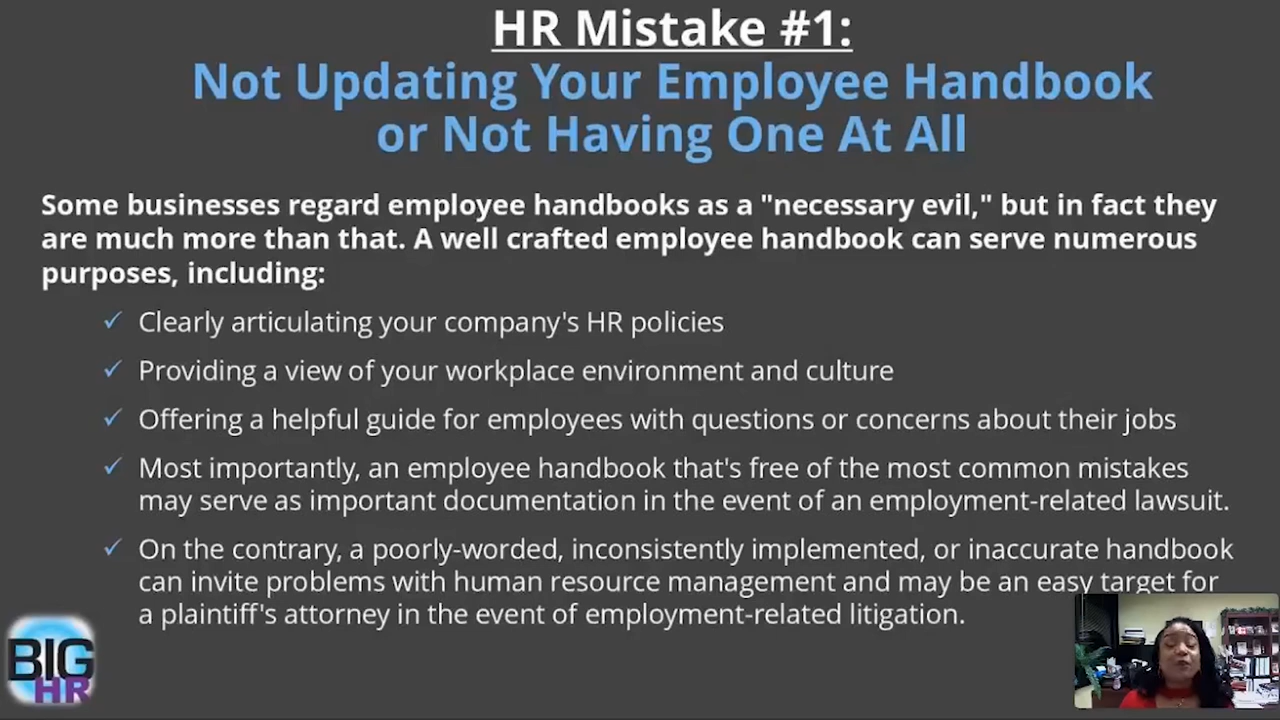 HR Mistake #1:
Not Updating Your Employee Handbook
or Not Having One At All
Some businesses regard employee handbooks as a "necessary evil," but in fact they
are much more than that. A well crafted employee handbook can serve numerous
purposes, including:
Clearly articulating your company's HR policies
Providing a view of your workplace environment and culture
Offering a helpful guide for employees with questions or concerns about their jobs
Most importantly, an employee handbook that's free of the most common mistakes
may serve as important documentation in the event of an employment-related lawsuit.
On the contrary, a poorly-worded, inconsistently implemented, or inaccurate handbook
can invite problems with human resource management and may be an easy target for
a plaintiff's attorney in the event of employment-related litigation.
BIG
HR